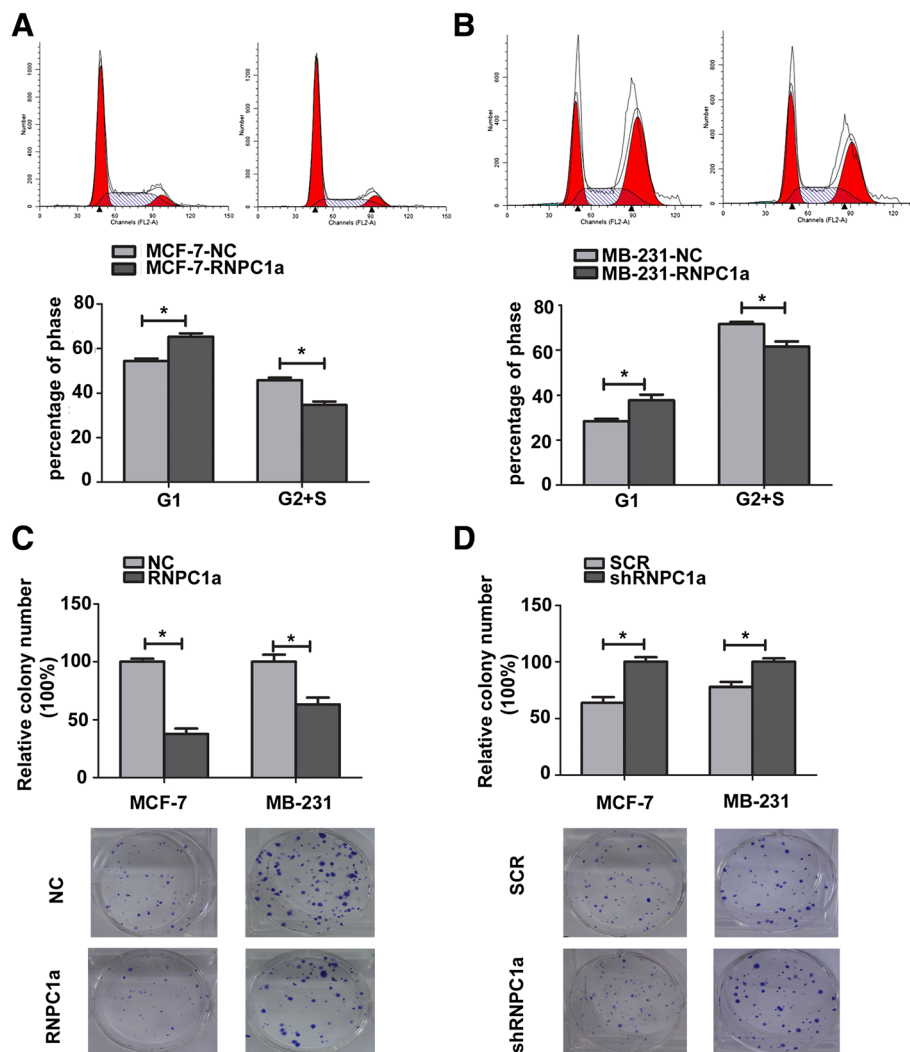 A
B
Number
0 200 400 600 800 1000
0 30 60 90 120 150
Channels (FL2-A)
Number
0 300 600 900 1200
0 30 60 90 120 150
Channels (FL2-A)
Number
0 200 400 600
0 30 60 90 120
Channels (FL2-A)
Number
0 200 400 600 800
0 30 60 90 120
Channels (FL2-A)
MCF-7-NC
MCF-7-RNPC1a
percentage of phase
80
60
40
20
0
*
*
G1 G2+S
MB-231-NC
MB-231-RNPC1a
percentage of phase
80
60
40
20
0
*
*
G1 G2+S
C
NC
RNPC1a
Relative colony number
(100%)
150
100
50
0
*
*
MCF-7 MB-231
NC
RNPC1a
D
SCR
shRNPC1a
Relative colony number
(100%)
150
100
50
0
*
*
MCF-7 MB-231
SCR
shRNPC1a